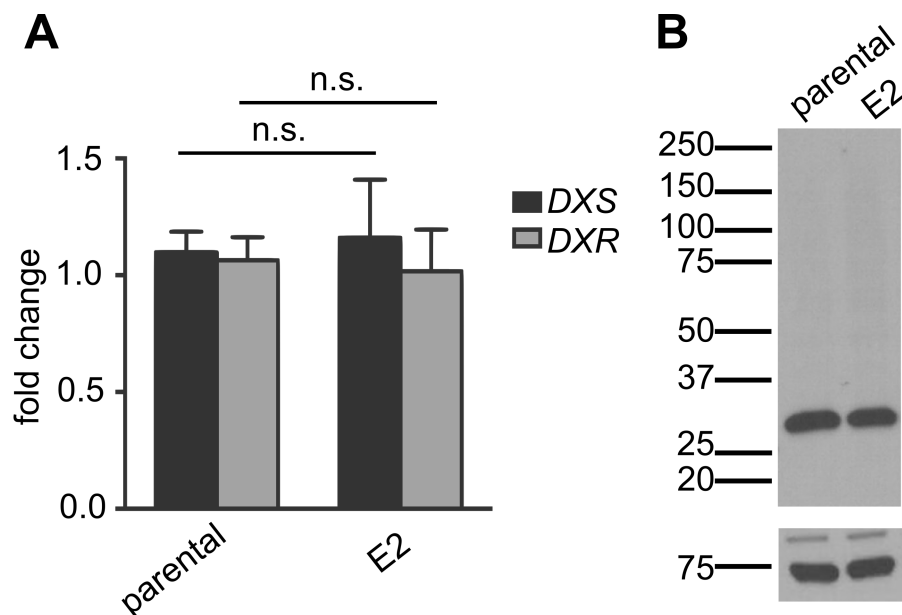 A
n.s.
n.s.
1.5
1.0
0.5
0.0
fold change
parental
E2
DXS
DXR
B
parental
E2
250
150
100
75
50
37
25
20
75